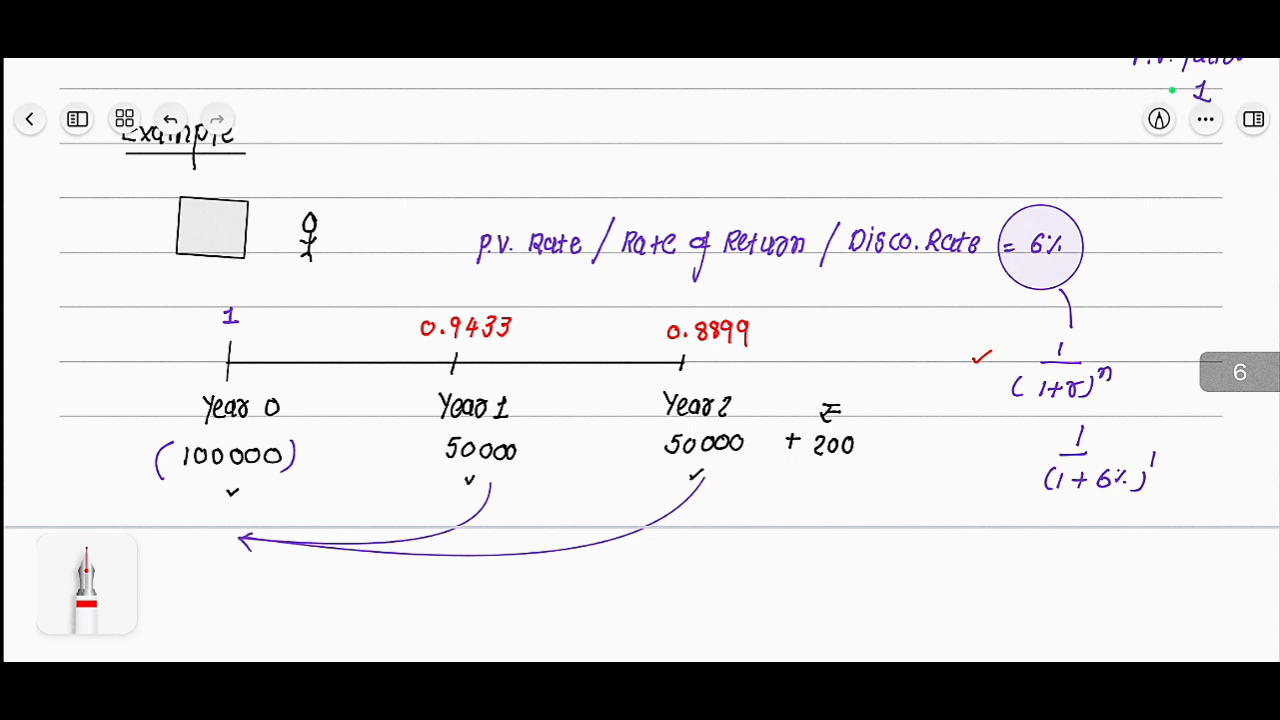 1
Example
P.V. Rate / Rate of Return / Disco. Rate = 6%
1 0.9433 0.8899
1
(1+r)^n
Year 0 Year 1 Year 2
(100000) 50000 50000 + 200
1
(1 + 6%)^1
6